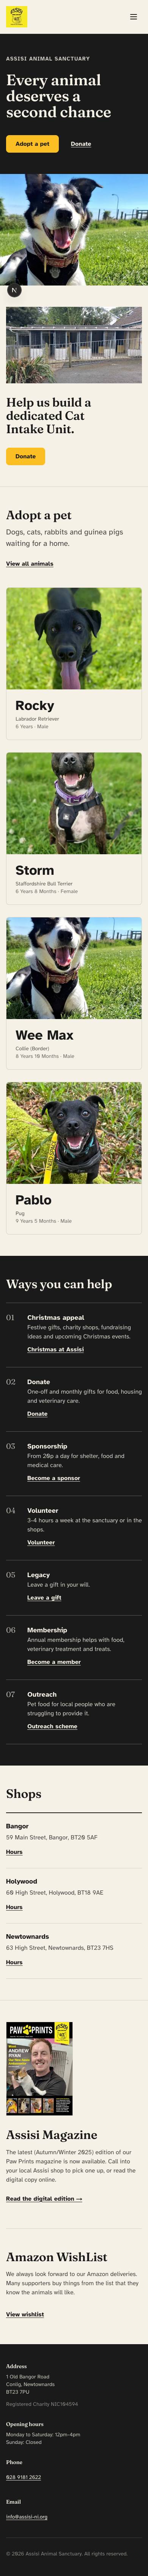 ASSISI ANIMAL SANCTUARY
Every animal
deserves a
second chance
Adopt a pet
Donate
N
Help us build a
dedicated Cat
Intake Unit.
Donate
Adopt a pet
Dogs, cats, rabbits and guinea pigs
waiting for a home.
View all animals
Rocky
Labrador Retriever
6 Years · Male
Storm
Staffordshire Bull Terrier
6 Years 8 Months · Female
Wee Max
Collie (Border)
8 Years 10 Months · Male
Pablo
Pug
9 Years 5 Months · Male
Ways you can help
01
Christmas appeal
Festive gifts, charity shops, fundraising
ideas and upcoming Christmas events.
Christmas at Assisi
02
Donate
One-off and monthly gifts for food, housing
and veterinary care.
Donate
03
Sponsorship
From 20p a day for shelter, food and
medical care.
Become a sponsor
04
Volunteer
3–4 hours a week at the sanctuary or in the
shops.
Volunteer
05
Legacy
Leave a gift in your will.
Leave a gift
06
Membership
Annual membership helps with food,
veterinary treatment and treats.
Become a member
07
Outreach
Pet food for local people who are
struggling to provide it.
Outreach scheme
Shops
Bangor
59 Main Street, Bangor, BT20 5AF
Hours
Holywood
60 High Street, Holywood, BT18 9AE
Hours
Newtownards
63 High Street, Newtownards, BT23 7HS
Hours
PAW PRINTS
ANDREW
RYAN
Assisi Magazine
The latest (Autumn/Winter 2025) edition of our
Paw Prints magazine is now available. Call into
your local Assisi shop to pick one up, or read the
digital copy online.
Read the digital edition →
Amazon WishList
We always look forward to our Amazon deliveries.
Many supporters buy things from the list that they
know the animals will like.
View wishlist
Address
1 Old Bangor Road
Conlig, Newtownards
BT23 7PU
Registered Charity NIC104594
Opening hours
Monday to Saturday: 12pm–4pm
Sunday: Closed
Phone
028 9181 2622
Email
info@assisi-ni.org
© 2026 Assisi Animal Sanctuary. All rights reserved.